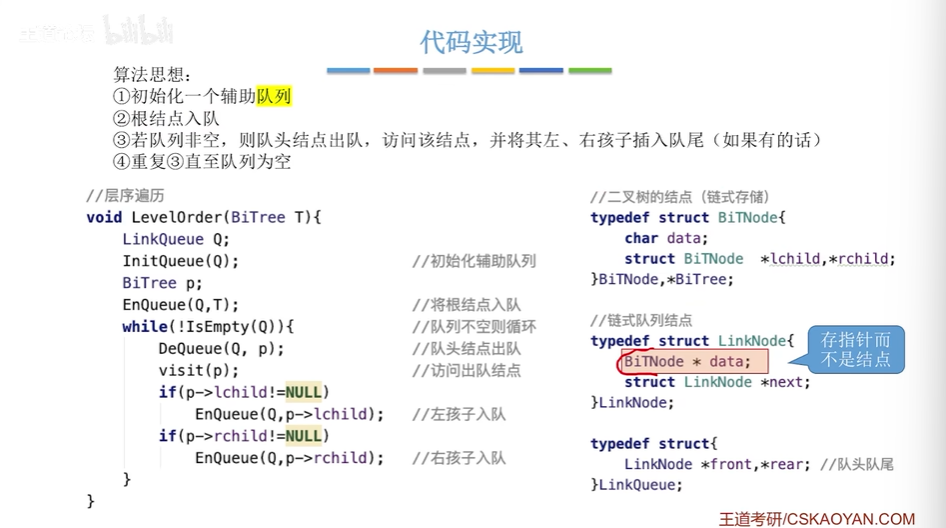 王道论坛 bilibili
代码实现
算法思想：
①初始化一个辅助队列
②根结点入队
③若队列非空，则队头结点出队，访问该结点，并将其左、右孩子插入队尾（如果有的话）
④重复③直至队列为空
//层序遍历
void LevelOrder(BiTree T){
LinkQueue Q;
InitQueue(Q); //初始化辅助队列
BiTree p;
EnQueue(Q,T); //将根结点入队
while(!IsEmpty(Q)){ //队列不空则循环
DeQueue(Q, p); //队头结点出队
visit(p); //访问出队结点
if(p->lchild!=NULL)
EnQueue(Q,p->lchild); //左孩子入队
if(p->rchild!=NULL)
EnQueue(Q,p->rchild); //右孩子入队
}
}
//二叉树的结点（链式存储）
typedef struct BiTNode{
char data;
struct BiTNode *lchild,*rchild;
}BiTNode,*BiTree;
//链式队列结点
typedef struct LinkNode{
BiTNode * data;
struct LinkNode *next;
}LinkNode;
存指针而
不是结点
typedef struct{
LinkNode *front,*rear; //队头队尾
}LinkQueue;
王道考研/CSKAOYAN.COM